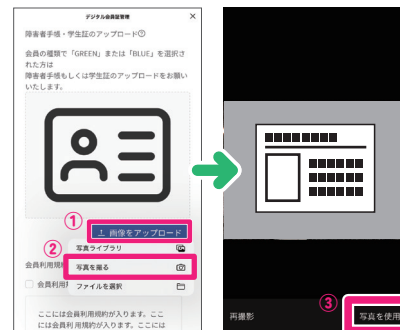 デジタル会員証管理
×
障害者手帳・学生証のアップロード?
会員の種類で「GREEN」または「BLUE」を選択さ
れた方は
障害者手帳もしくは学生証のアップロードをお願い
いたします。
①
画像をアップロード
②
写真ライブラリ
会員利用規約
写真を撮る
会員利用
ファイルを選択
ここには会員利用規約が入ります。ここ
には会員利用規約が入ります。ここには
③
再撮影
写真を使用